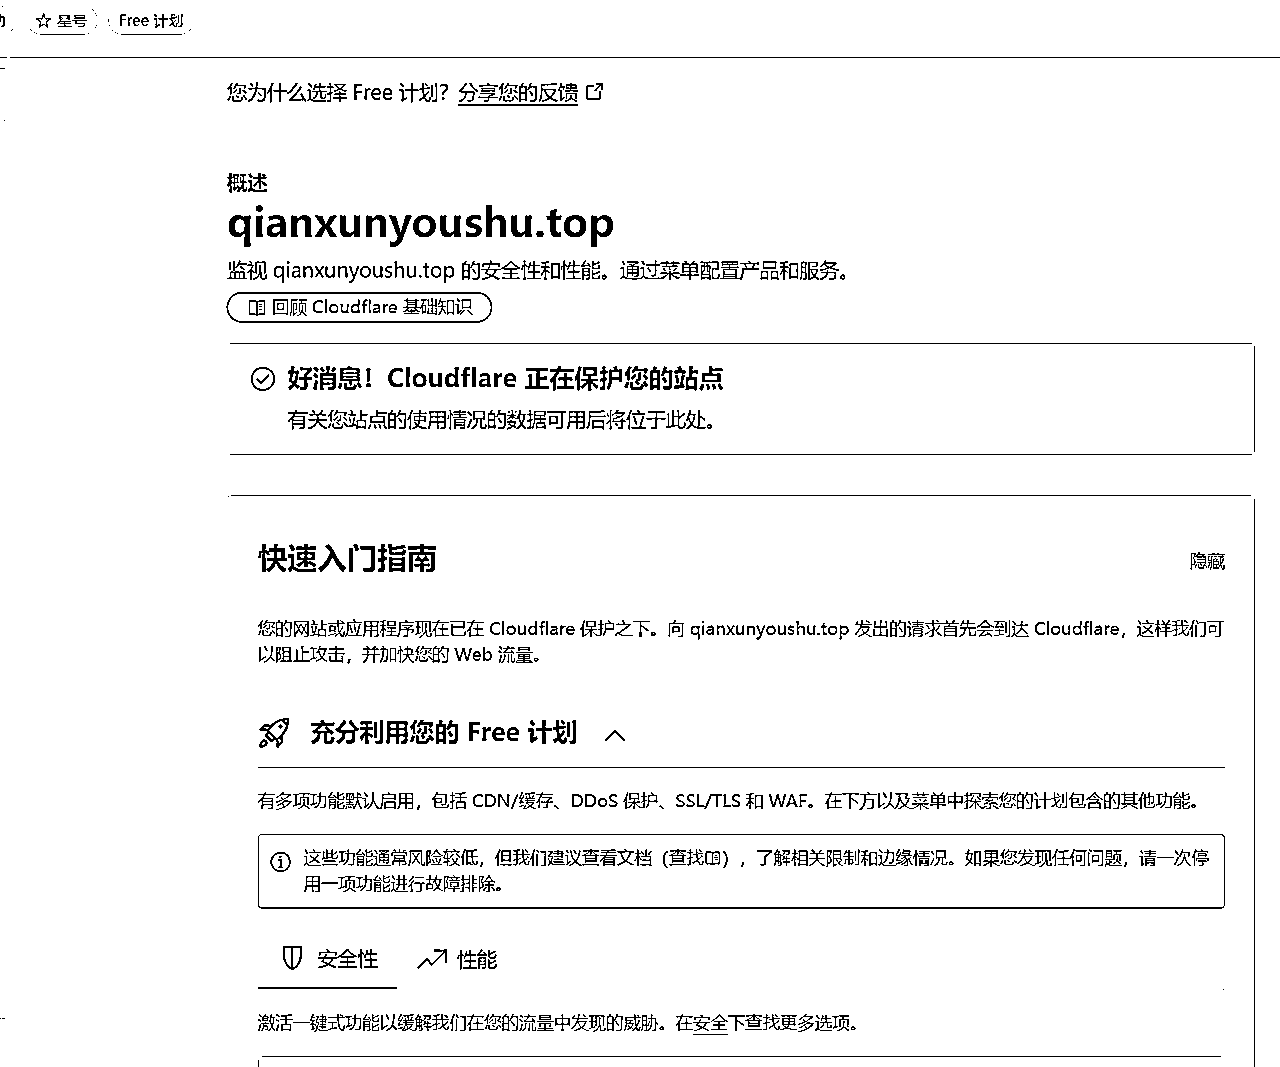 星号
Free 计划
您为什么选择 Free 计划？分享您的反馈
概述
qianxunyoushu.top
监视 qianxunyoushu.top 的安全性和性能。通过菜单配置产品和服务。
回顾 Cloudflare 基础知识
好消息！Cloudflare 正在保护您的站点
有关您站点的使用情况的数据可用后将位于此处。
快速入门指南
隐藏
您的网站或应用程序现在已在 Cloudflare 保护之下。向 qianxunyoushu.top 发出的请求首先会到达 Cloudflare，这样我们可
以阻止攻击，并加快您的 Web 流量。
充分利用您的 Free 计划
有多项功能默认启用，包括 CDN/缓存、DDoS 保护、SSL/TLS 和 WAF。在下方以及菜单中探索您的计划包含的其他功能。
这些功能通常风险较低，但我们建议查看文档（查找），了解相关限制和边缘情况。如果您发现任何问题，请一次停
用一项功能进行故障排除。
安全性
性能
激活一键式功能以缓解我们在您的流量中发现的威胁。在安全下查找更多选项。